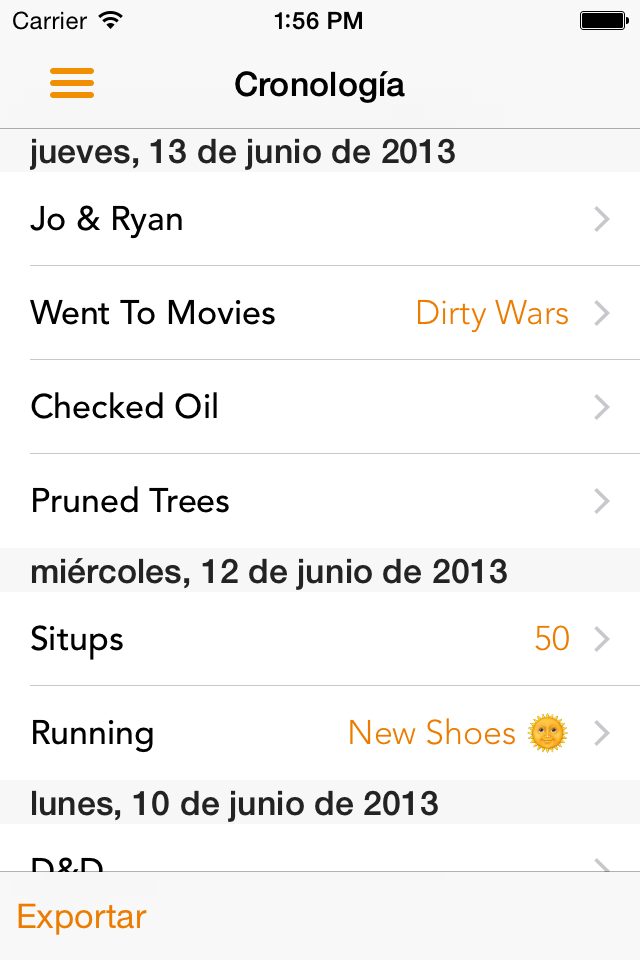 Carrier 1:56 PM
Cronología
jueves, 13 de junio de 2013
Jo & Ryan
Went To Movies Dirty Wars
Checked Oil
Pruned Trees
miércoles, 12 de junio de 2013
Situps 50
Running New Shoes 🌞
lunes, 10 de junio de 2013
D&D
Exportar